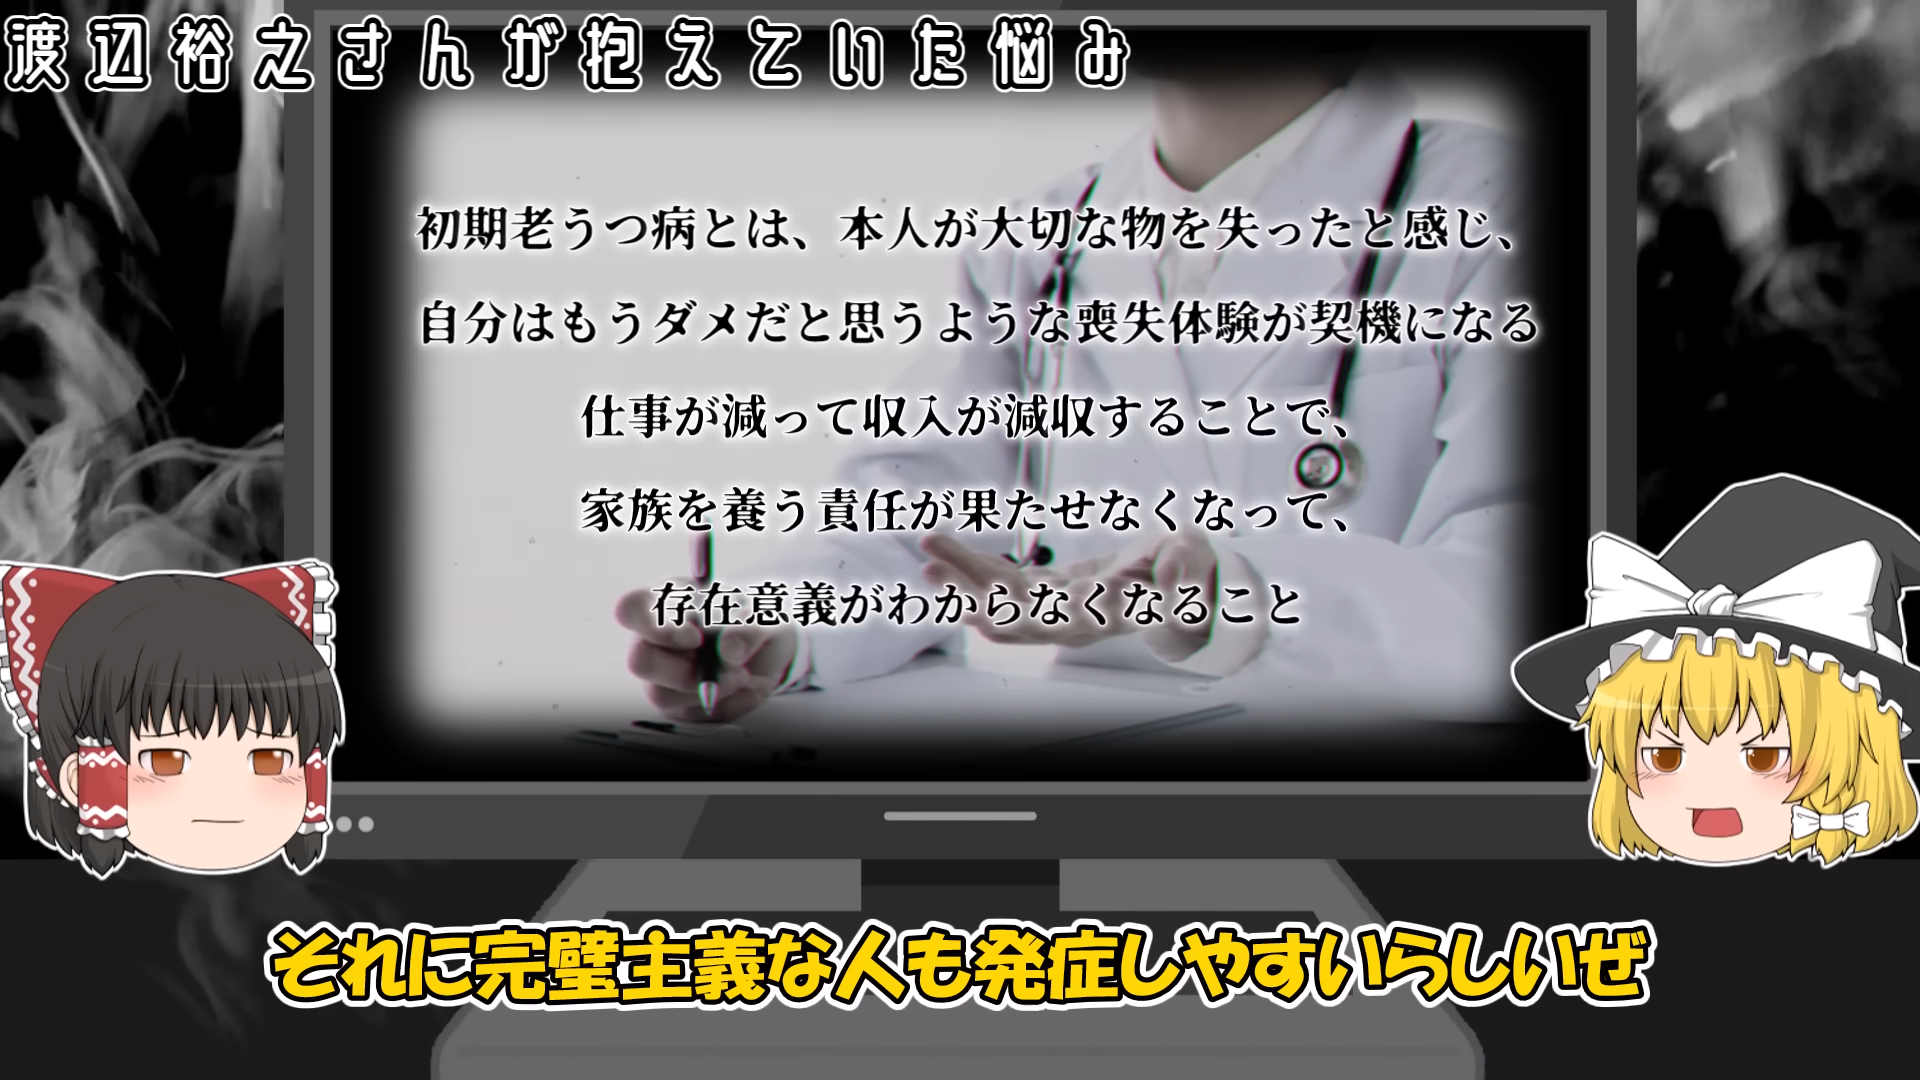 渡辺裕之さんが抱えていた悩み
初期老うつ病とは、本人が大切な物を失ったと感じ、
自分はもうダメだと思うような喪失体験が契機になる
仕事が減って収入が減収することで、
家族を養う責任が果たせなくなって、
存在意義がわからなくなること
それに完璧主義な人も発症しやすいらしいぜ